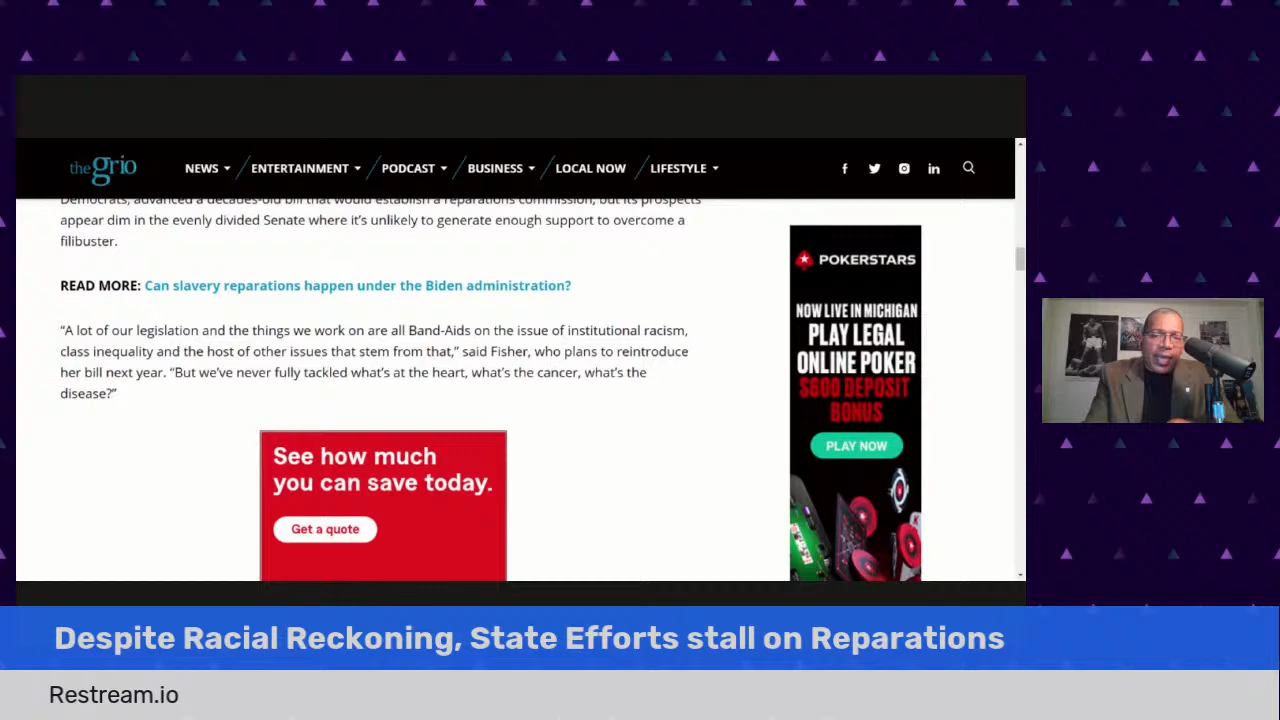 the grio
NEWS ENTERTAINMENT PODCAST BUSINESS LOCAL NOW LIFESTYLE
Democrats, advanced a decades-old bill that would establish a reparations commission, but its prospects
appear dim in the evenly divided Senate where it’s unlikely to generate enough support to overcome a
filibuster.
READ MORE: Can slavery reparations happen under the Biden administration?
“A lot of our legislation and the things we work on are all Band-Aids on the issue of institutional racism,
class inequality and the host of other issues that stem from that,” said Fisher, who plans to reintroduce
her bill next year. “But we’ve never fully tackled what’s at the heart, what’s the cancer, what’s the
disease?”
See how much
you can save today.
Get a quote
POKERSTARS
NOW LIVE IN MICHIGAN
PLAY LEGAL
ONLINE POKER
$600 DEPOSIT
BONUS
PLAY NOW
Despite Racial Reckoning, State Efforts stall on Reparations
Restream.io